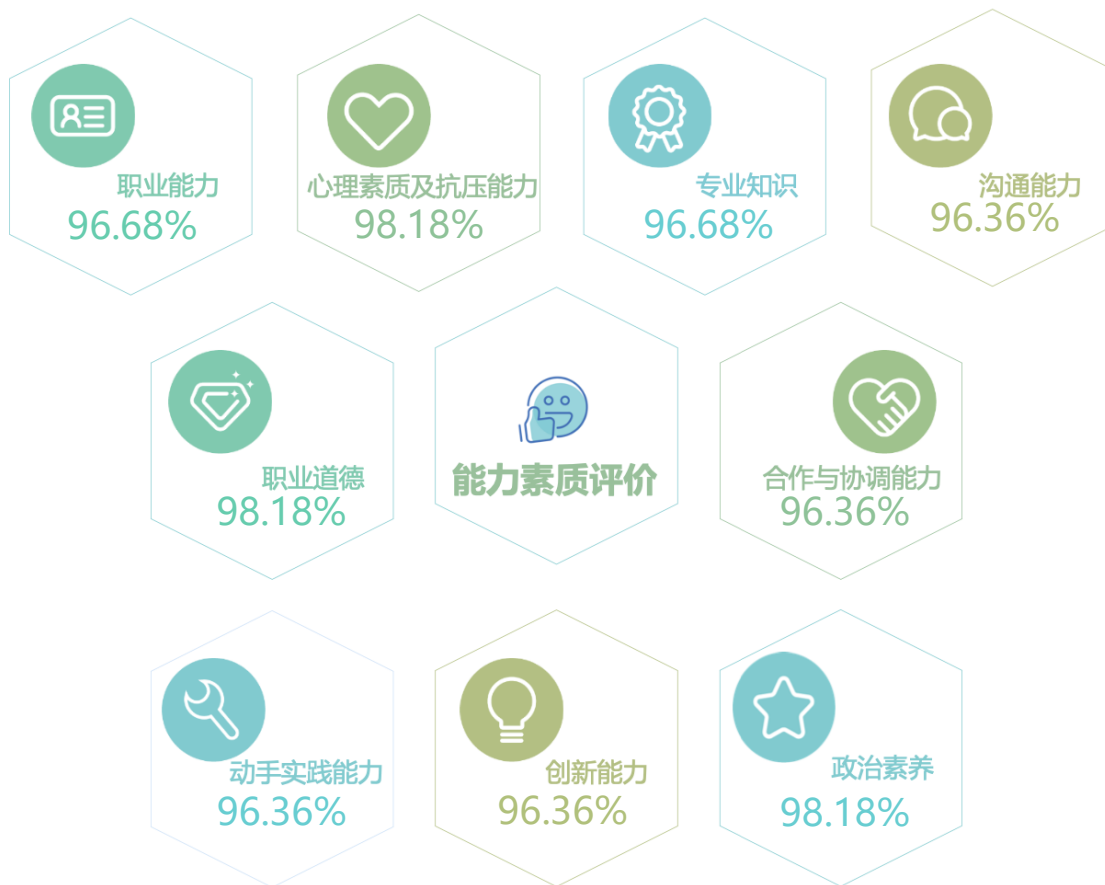 职业能力
96.68%
心理素质及抗压能力
98.18%
专业知识
96.68%
沟通能力
96.36%
职业道德
98.18%
能力素质评价
合作与协调能力
96.36%
动手实践能力
96.36%
创新能力
96.36%
政治素养
98.18%